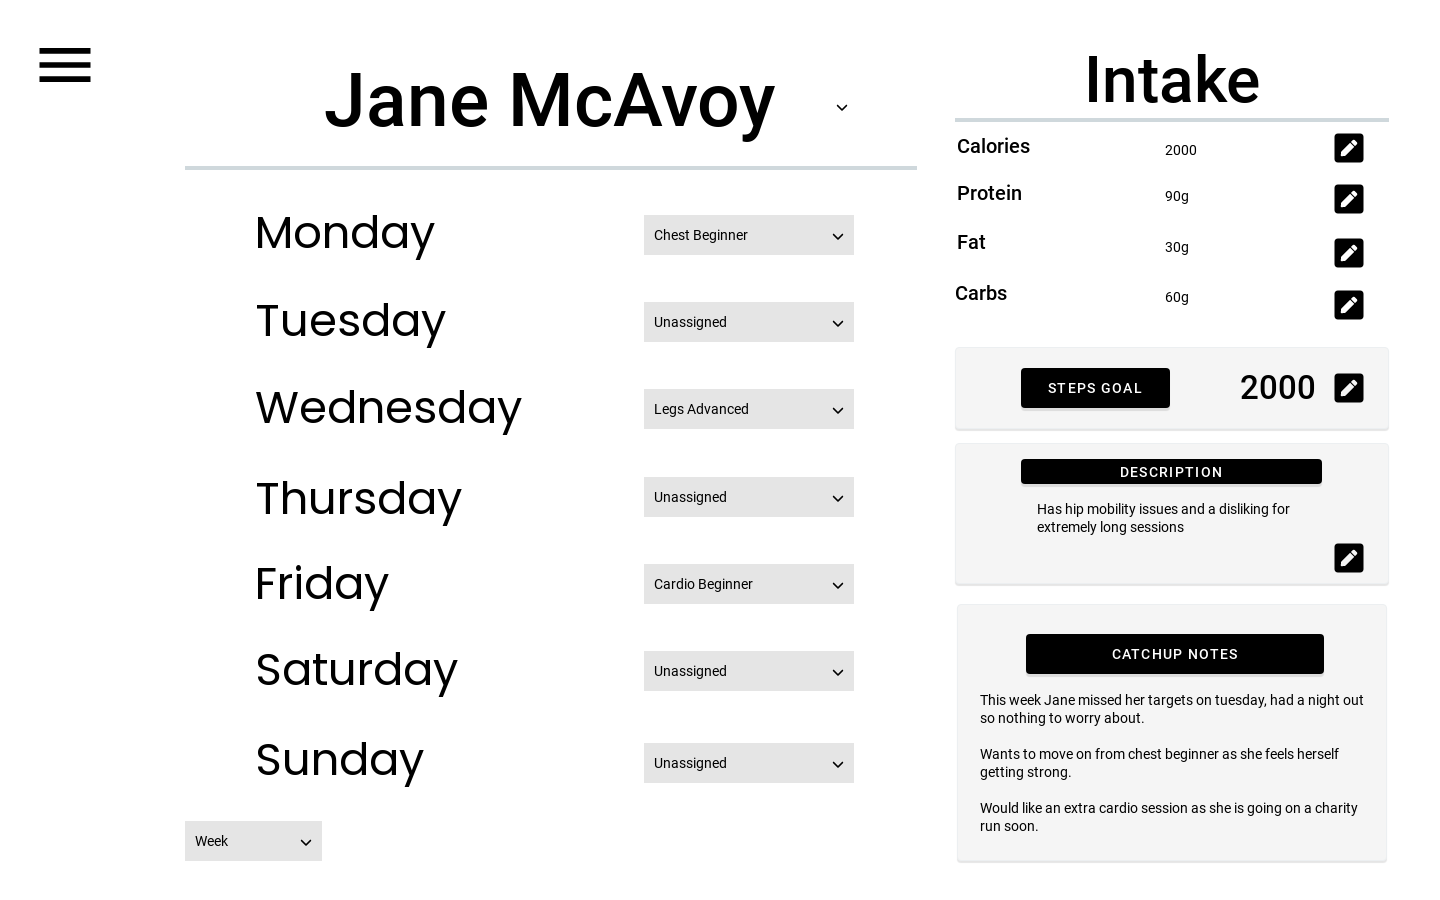 Jane McAvoy
Monday
Chest Beginner
Tuesday
Unassigned
Wednesday
Legs Advanced
Thursday
Unassigned
Friday
Cardio Beginner
Saturday
Unassigned
Sunday
Unassigned
Week
Intake
Calories
2000
Protein
90g
Fat
30g
Carbs
60g
STEPS GOAL
2000
DESCRIPTION
Has hip mobility issues and a disliking for
extremely long sessions
CATCHUP NOTES
This week Jane missed her targets on tuesday, had a night out
so nothing to worry about.
Wants to move on from chest beginner as she feels herself
getting strong.
Would like an extra cardio session as she is going on a charity
run soon.